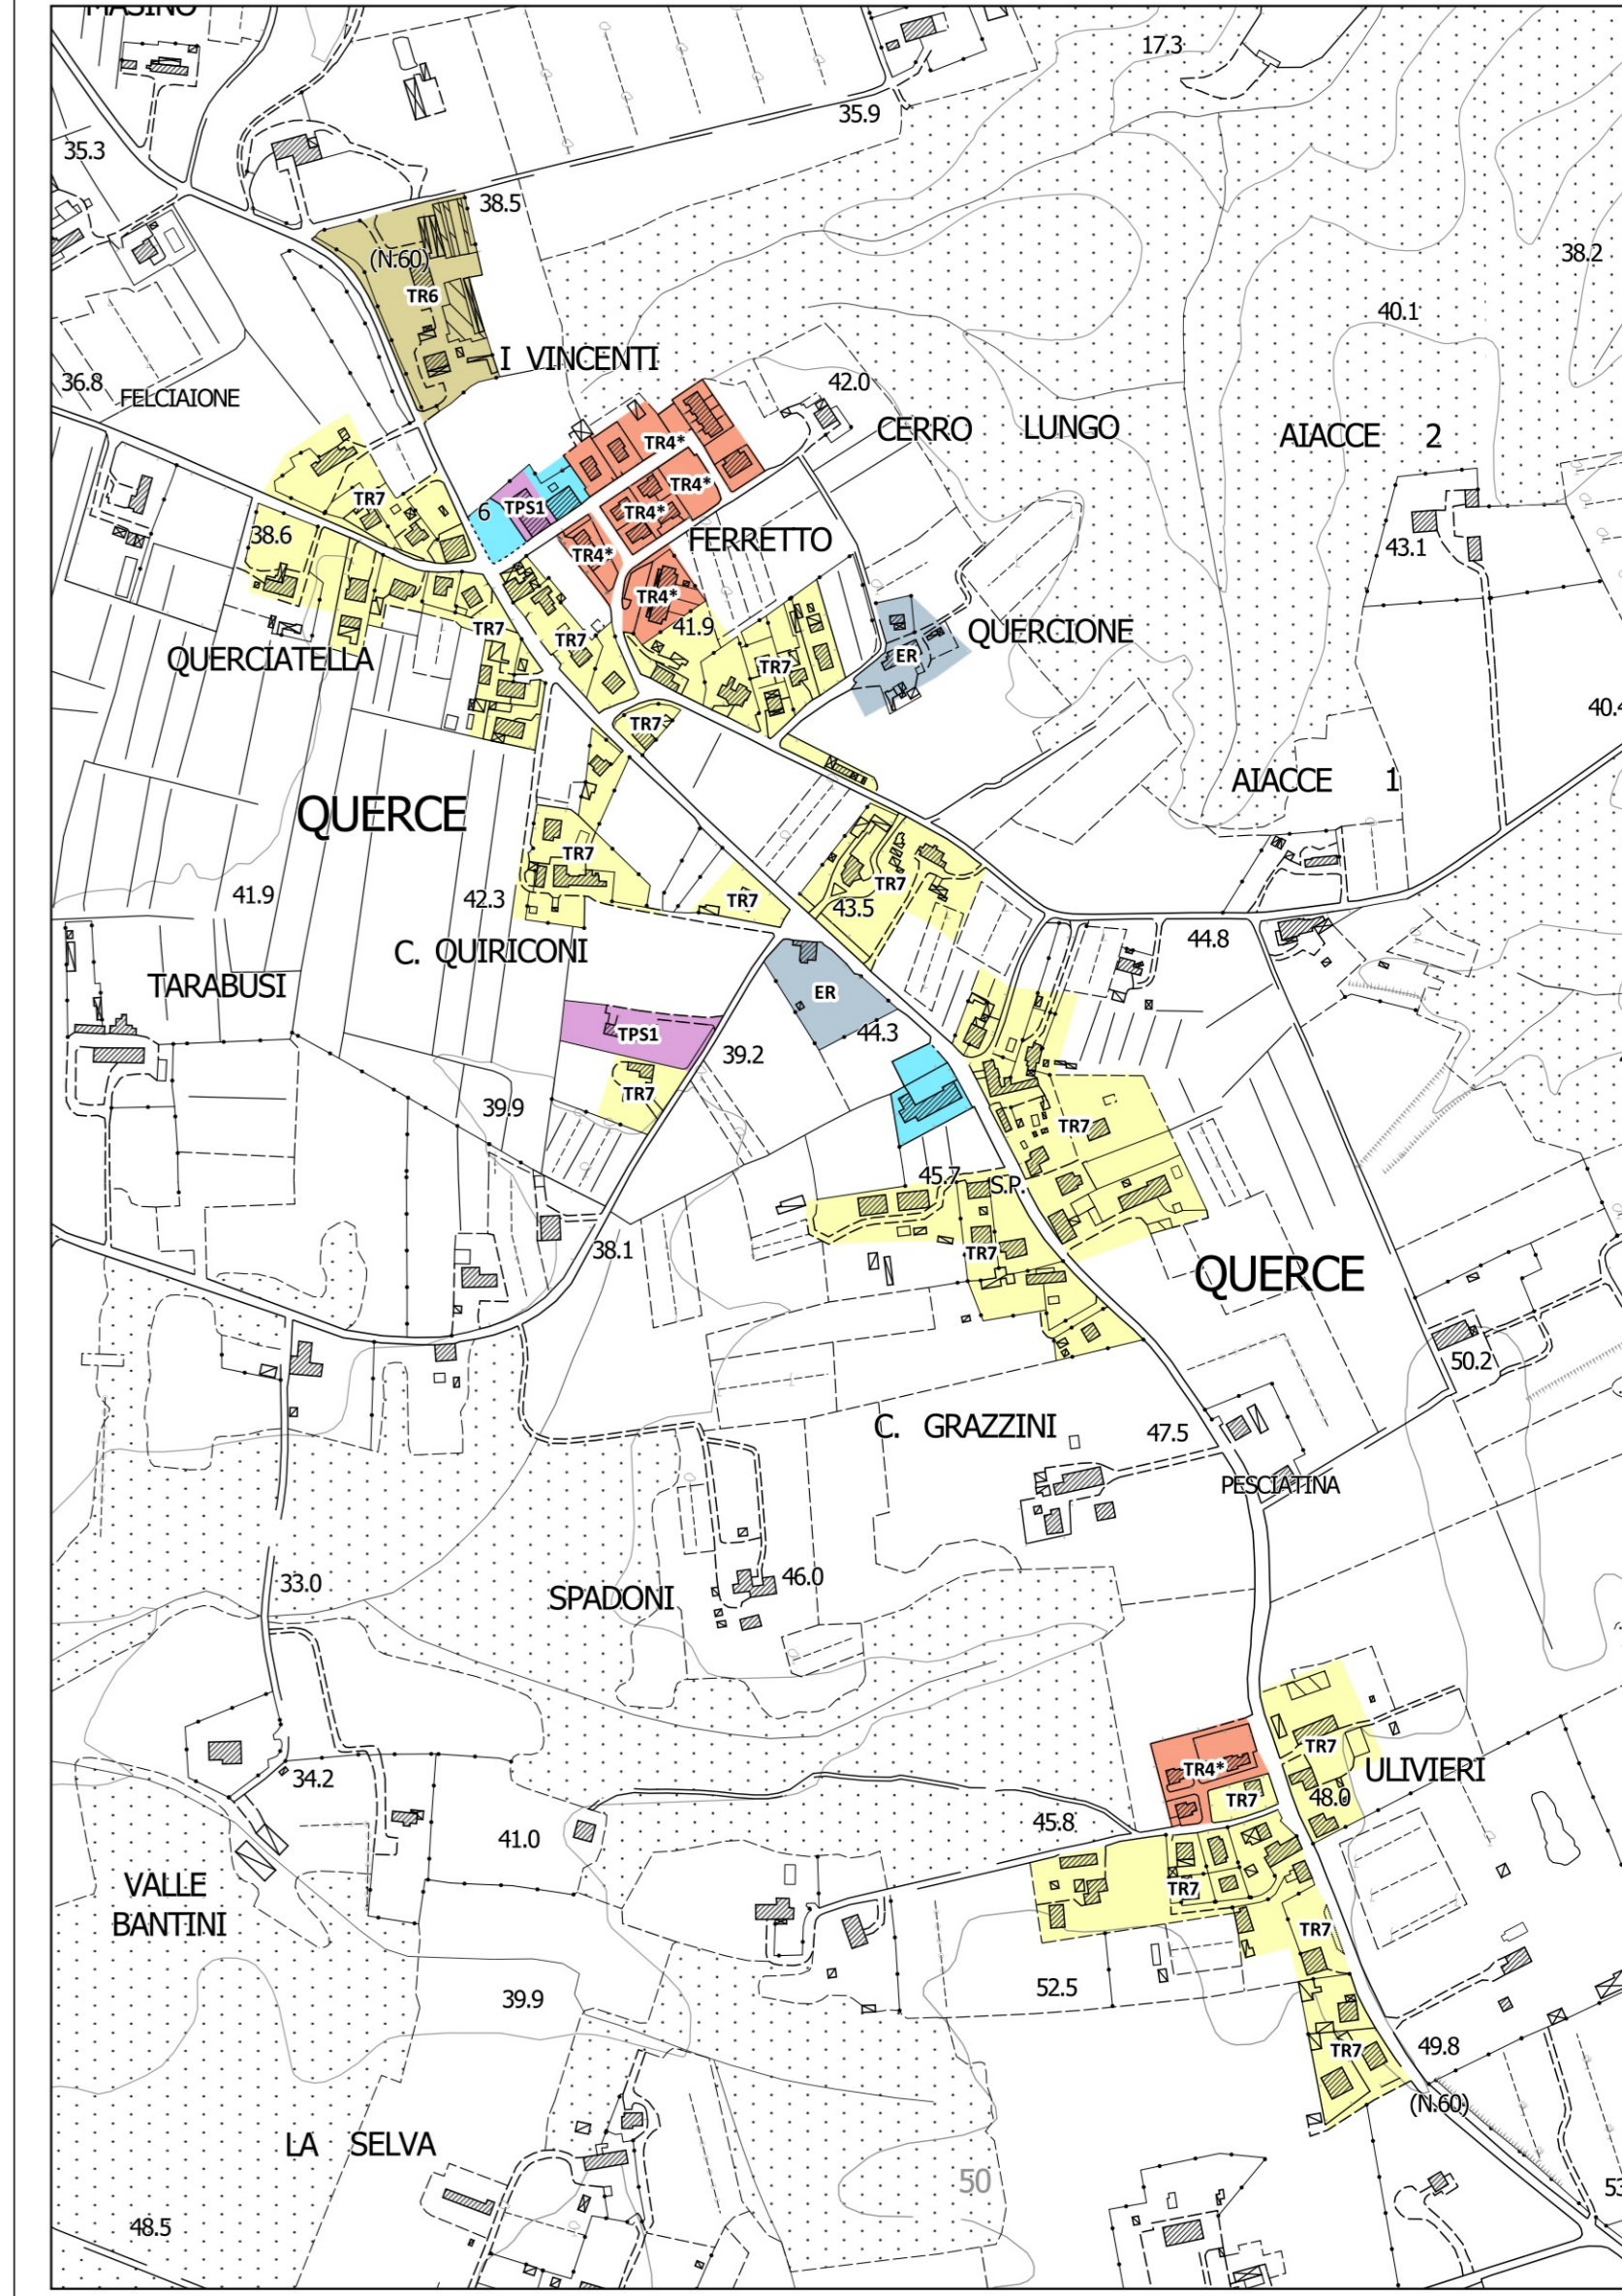 MASINO
17.3
35.9
35.3
38.5
38.2
(N.60)
TR6
40.1
I VINCENTI
36.8
FELCIAIONE
42.0
CERRO LUNGO
AIACCE 2
TR4*
TR4*
TR7
6
TPS1
TR4*
38.6
FERRETTO
43.1
TR4*
TR4*
41.9
TR7
TR7
QUERCIONE
QUERCIATELLA
ER
TR7
40.4
TR7
AIACCE 1
QUERCE
TR7
TR7
41.9
42.3
TR7
43.5
44.8
C. QUIRICONI
TARABUSI
ER
TPS1
44.3
39.2
TR7
39.9
TR7
45.7
S.P.
38.1
TR7
QUERCE
50.2
C. GRAZZINI
47.5
PESCIATINA
33.0
46.0
SPADONI
TR7
TR4*
ULIVIERI
34.2
TR7
48.0
45.8
41.0
VALLE
BANTINI
TR7
TR7
52.5
39.9
49.8
TR7
(N.60)
LA SELVA
50
48.5